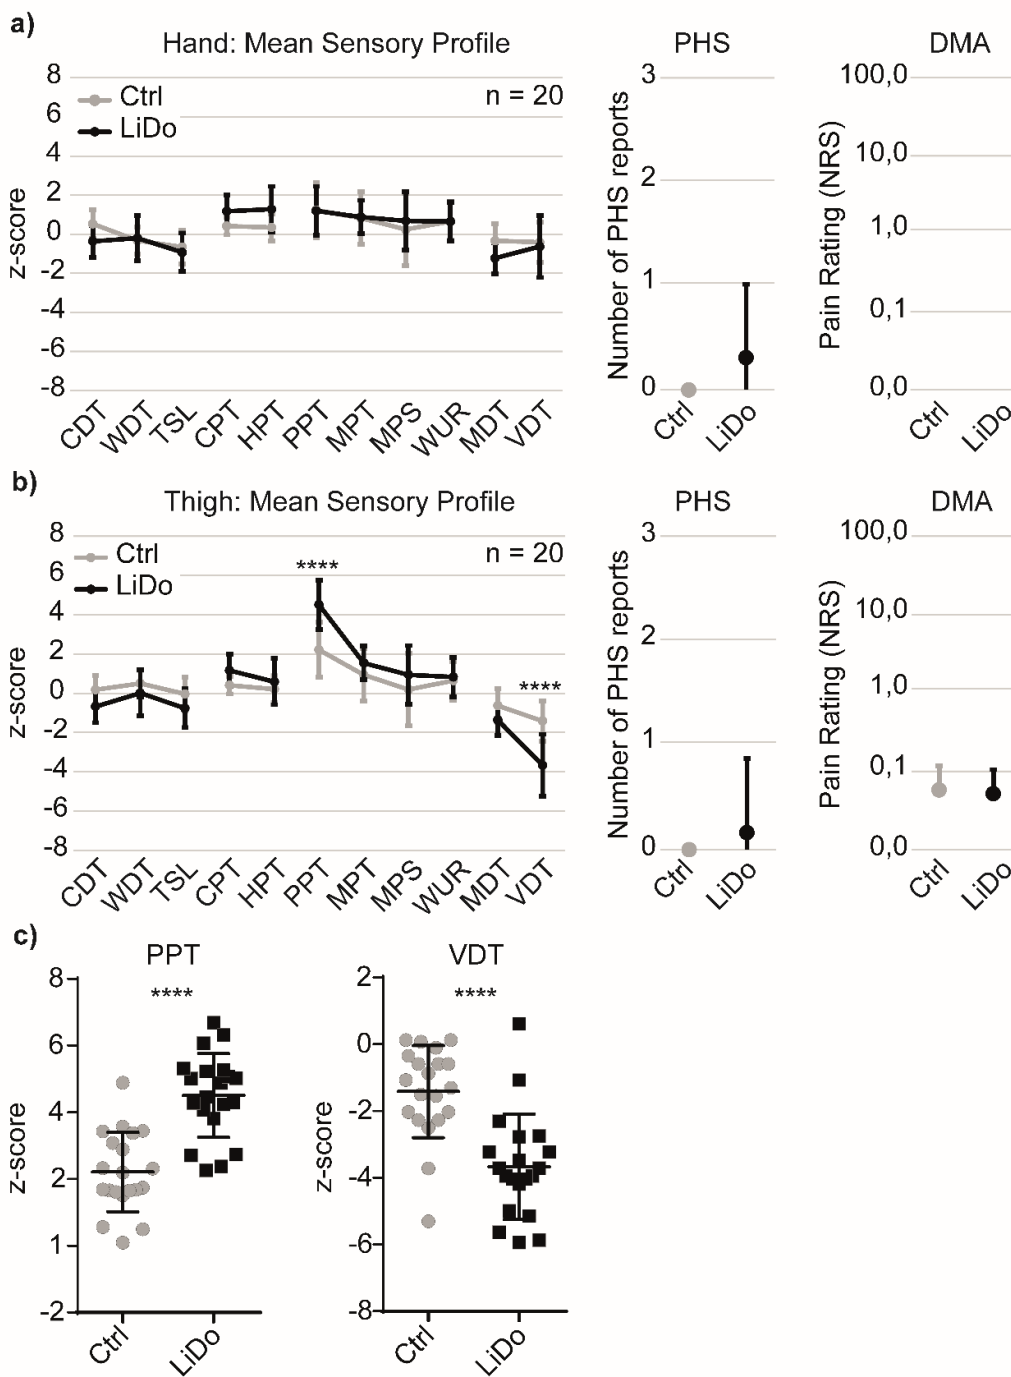 a)
Hand: Mean Sensory Profile
PHS
DMA
8
6
4
2
0
-2
-4
-6
-8
z-score
Ctrl
LiDo
n = 20
CDT
WDT
TSL
CPT
HPT
PPT
MPT
MPS
WUR
MDT
VDT
3
2
1
0
Number of PHS reports
Ctrl
LiDo
100,0
10,0
1,0
0,1
0,0
Pain Rating (NRS)
Ctrl
LiDo
b)
Thigh: Mean Sensory Profile
PHS
DMA
8
6
4
2
0
-2
-4
-6
-8
z-score
Ctrl
LiDo
n = 20
****
****
CDT
WDT
TSL
CPT
HPT
PPT
MPT
MPS
WUR
MDT
VDT
3
2
1
0
Number of PHS reports
Ctrl
LiDo
100,0
10,0
1,0
0,1
0,0
Pain Rating (NRS)
Ctrl
LiDo
c)
PPT
****
8
6
4
2
1
-2
z-score
Ctrl
LiDo
VDT
****
2
0
-2
-4
-6
-8
z-score
Ctrl
LiDo